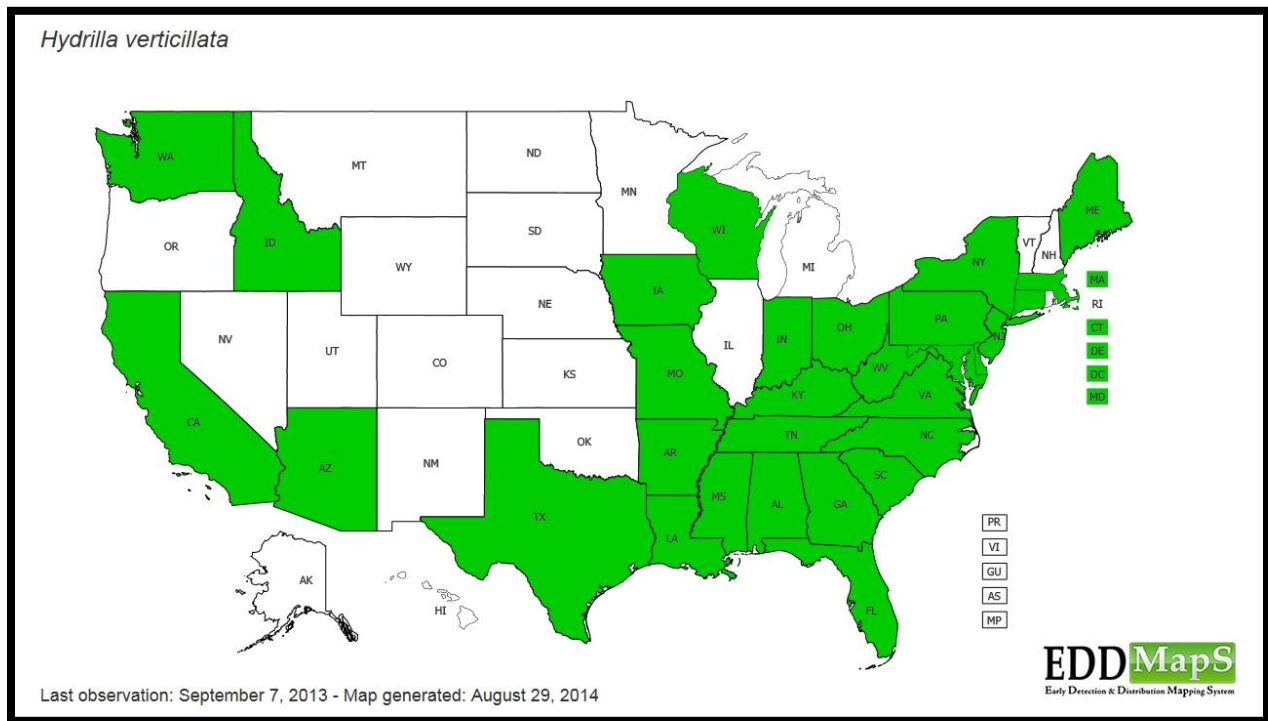 Hydrilla verticillata
WA
MT
ND
MN
ME
OR
ID
SD
WI
VT
NH
WY
MI
NY
MA
RI
IA
NE
PA
CT
NV
UT
CO
IL
IN
OH
NJ
DE
KS
MO
WV
DC
KY
VA
MD
CA
TN
NC
AZ
NM
OK
AR
SC
MS
AL
GA
TX
LA
PR
VI
AK
GU
HI
FL
AS
MP
EDDMapS
Early Detection & Distribution Mapping System
Last observation: September 7, 2013 - Map generated: August 29, 2014